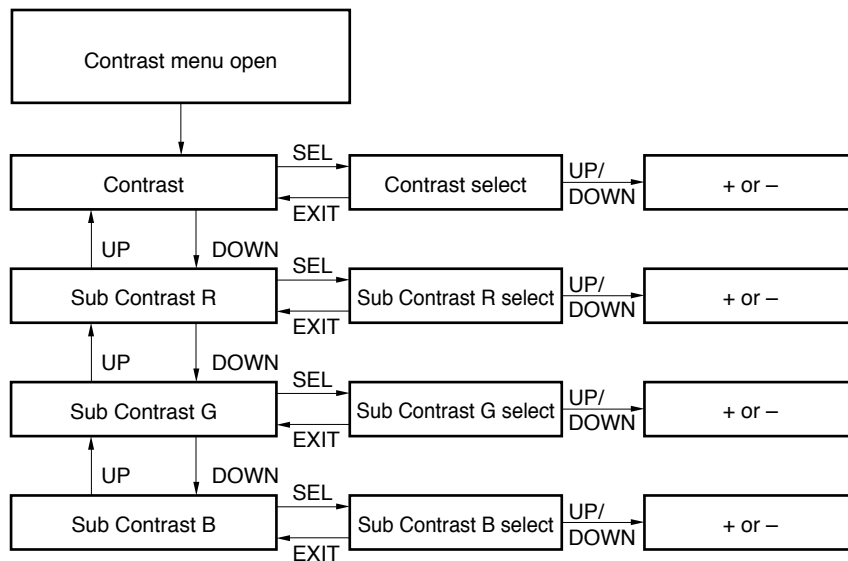 Contrast menu open
SEL
Contrast
Contrast select
UP/
DOWN
+ or –
EXIT
UP
DOWN
SEL
Sub Contrast R
Sub Contrast R select
UP/
DOWN
+ or –
EXIT
UP
DOWN
SEL
Sub Contrast G
Sub Contrast G select
UP/
DOWN
+ or –
EXIT
UP
DOWN
SEL
Sub Contrast B
Sub Contrast B select
UP/
DOWN
+ or –
EXIT